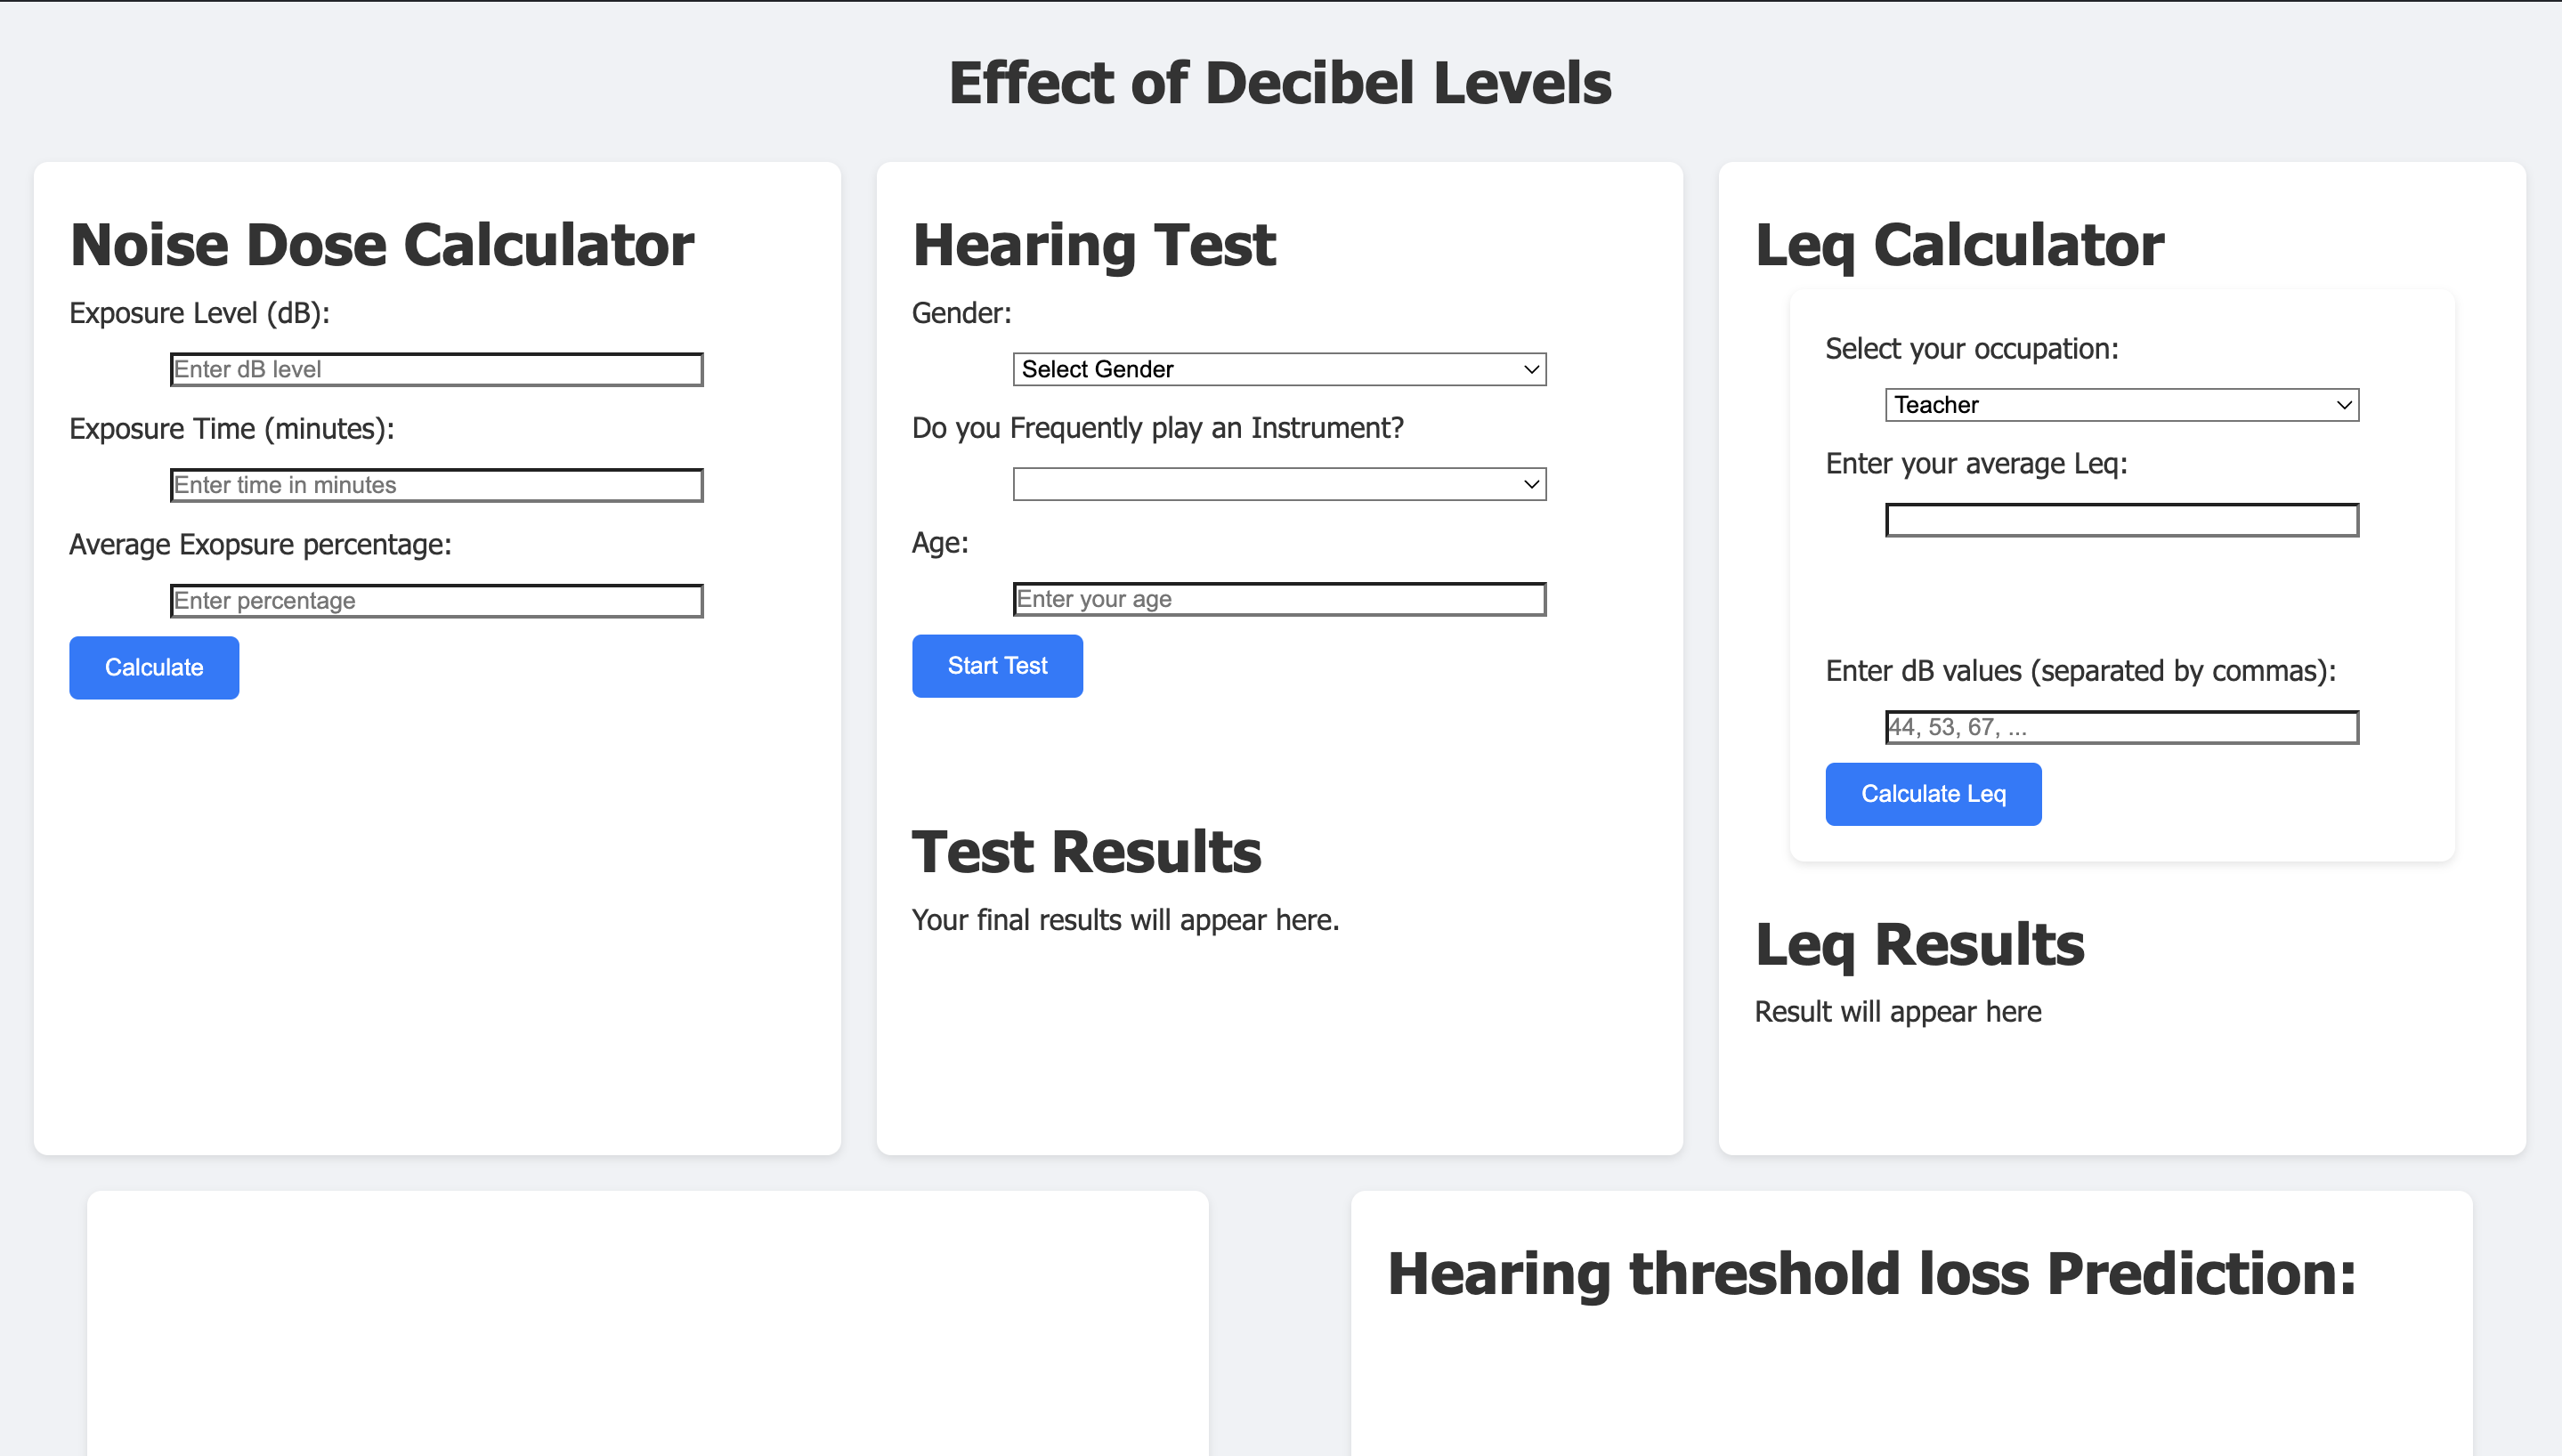 Effect of Decibel Levels
Noise Dose Calculator
Exposure Level (dB):
Enter dB level
Exposure Time (minutes):
Enter time in minutes
Average Exopsure percentage:
Enter percentage
Calculate
Hearing Test
Gender:
Select Gender
Do you Frequently play an Instrument?
Age:
Enter your age
Start Test
Test Results
Your final results will appear here.
Leq Calculator
Select your occupation:
Teacher
Enter your average Leq:
Enter dB values (separated by commas):
44, 53, 67, ...
Calculate Leq
Leq Results
Result will appear here
Hearing threshold loss Prediction: